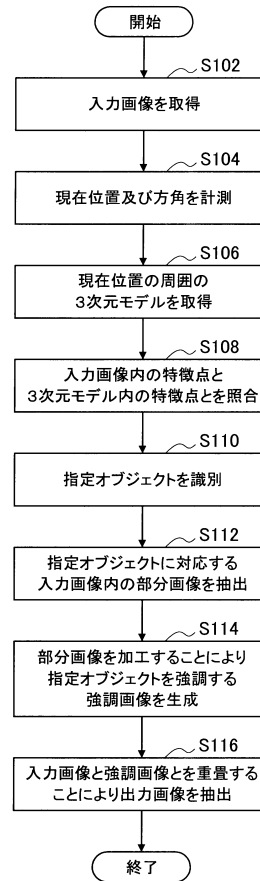 開始
S102
入力画像を取得
S104
現在位置及び方角を計測
S106
現在位置の周囲の
３次元モデルを取得
S108
入力画像内の特徴点と
３次元モデル内の特徴点とを照合
S110
指定オブジェクトを識別
S112
指定オブジェクトに対応する
入力画像内の部分画像を抽出
S114
部分画像を加工することにより
指定オブジェクトを強調する
強調画像を生成
S116
入力画像と強調画像とを重畳する
ことにより出力画像を抽出
終了